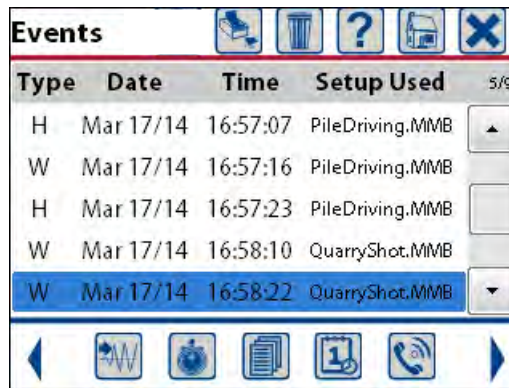 Events
Type Date Time Setup Used 5/9
H Mar 17/14 16:57:07 PileDriving.MMB
W Mar 17/14 16:57:16 PileDriving.MMB
H Mar 17/14 16:57:23 PileDriving.MMB
W Mar 17/14 16:58:10 QuarryShot.MMB
W Mar 17/14 16:58:22 QuarryShot.MMB